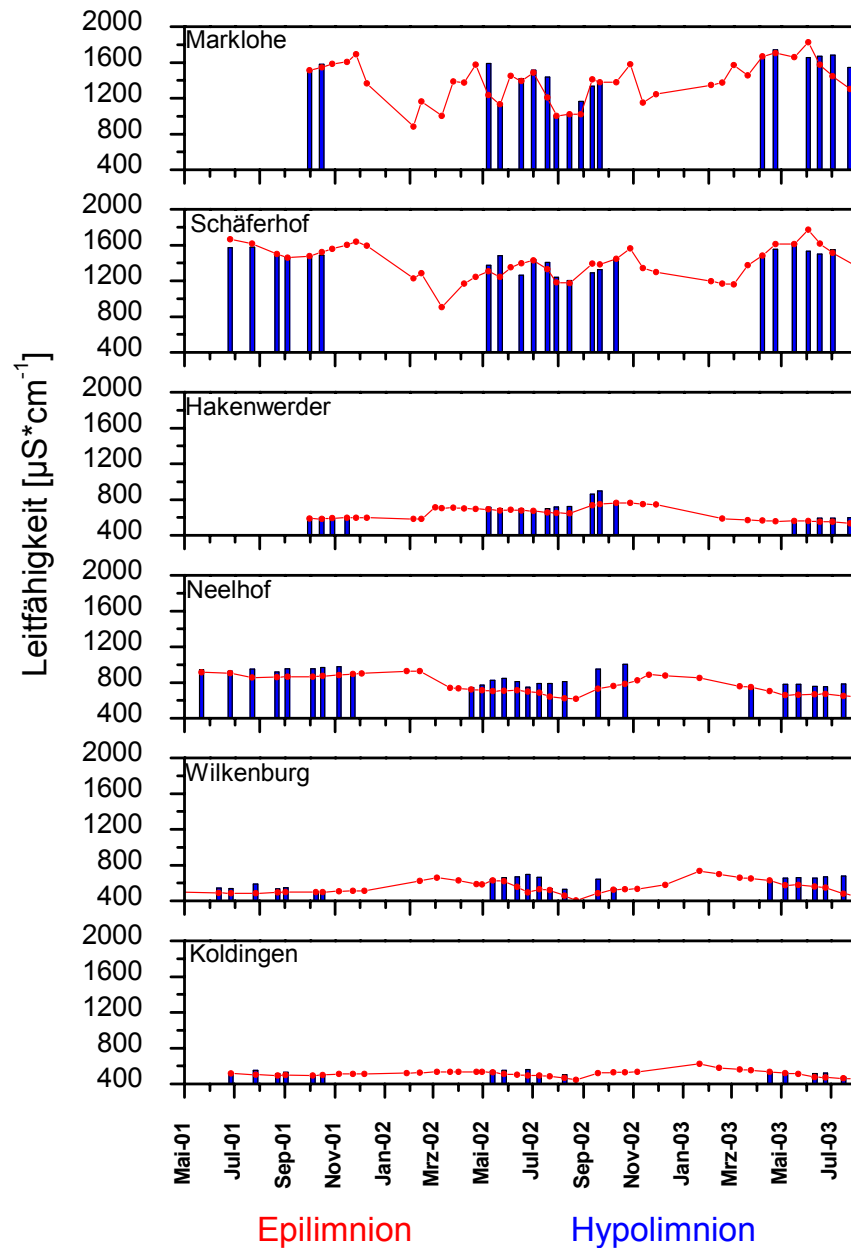 Leitfähigkeit [µS*cm-1]
2000
1600
1200
800
400
Marklohe
2000
1600
1200
800
400
Schäferhof
2000
1600
1200
800
400
Hakenwerder
2000
1600
1200
800
400
Neelhof
2000
1600
1200
800
400
Wilkenburg
2000
1600
1200
800
400
Koldingen
Mai-01
Jul-01
Sep-01
Nov-01
Jan-02
Mrz-02
Mai-02
Jul-02
Sep-02
Nov-02
Jan-03
Mrz-03
Mai-03
Jul-03
Epilimnion Hypolimnion